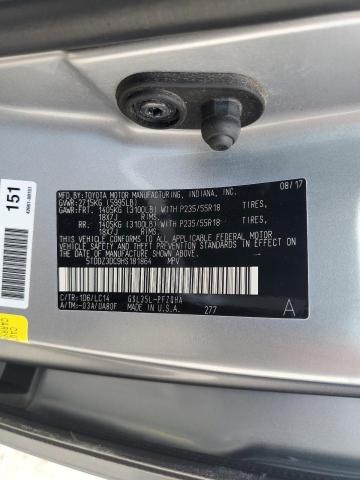 MFD.BY:TOYOTA MOTOR MANUFACTURING, INDIANA, INC. 08/17
GVWR:2715KG (5995LB)
GAWR:FRT. 1405KG (3100LB)WITH P235/55R18 TIRES,
18X7J RIMS,
RR. 1405KG (3100LB)WITH P235/55R18 TIRES,
18X7J RIMS,
THIS VEHICLE CONFORMS TO ALL APPLICABLE FEDERAL
MOTOR VEHICLE SAFETY AND THEFT PREVENTION
STANDARDS IN EFFECT ON THE DATE OF
MANUFACTURE SHOWN ABOVE.
5TDDZ3DC9HS181864 MPV
C/TR:1D6/LC14 GSL35L-PFZQHA
A/TM:-03A/DA80F MADE IN U.S.A. 277 A
151